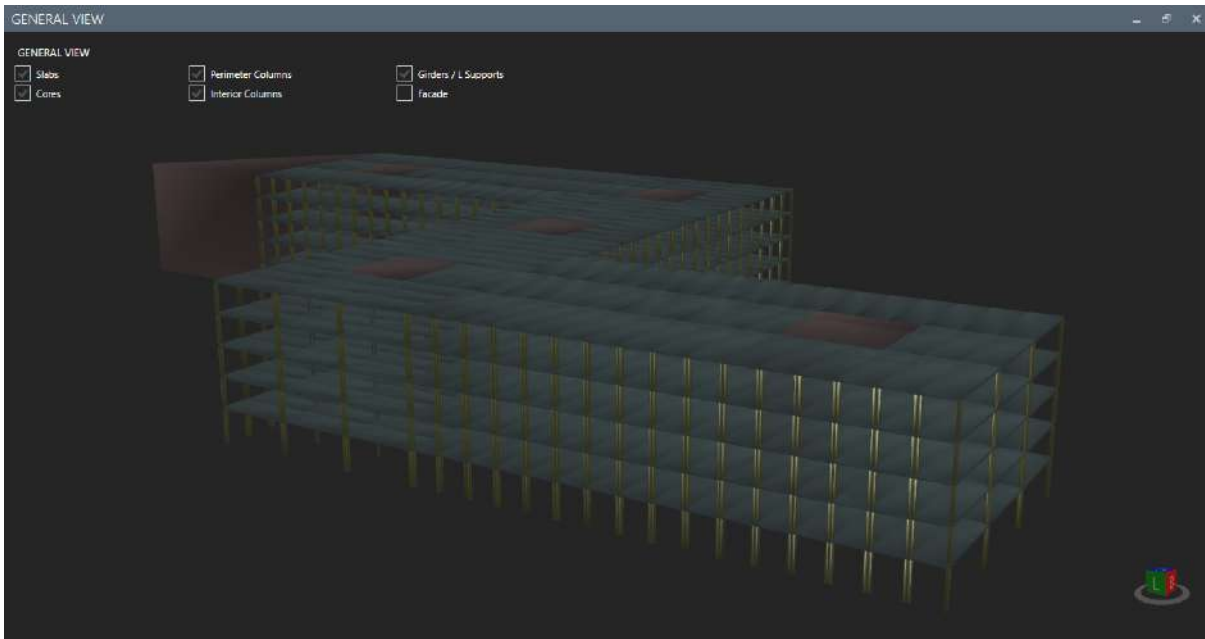 GENERAL VIEW
GENERAL VIEW
Slabs
Perimeter Columns
Girders / L Supports
Cores
Interior Columns
facade
L